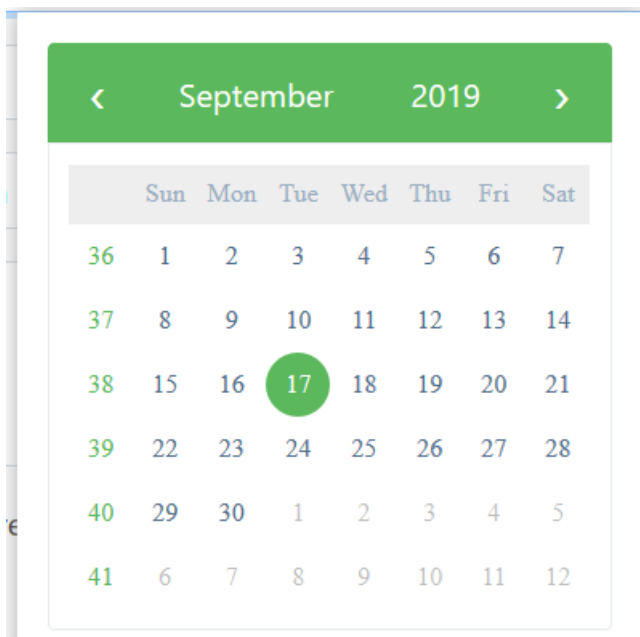 ‹ September 2019 ›
Sun Mon Tue Wed Thu Fri Sat
36 1 2 3 4 5 6 7
37 8 9 10 11 12 13 14
38 15 16 17 18 19 20 21
39 22 23 24 25 26 27 28
40 29 30 1 2 3 4 5
41 6 7 8 9 10 11 12